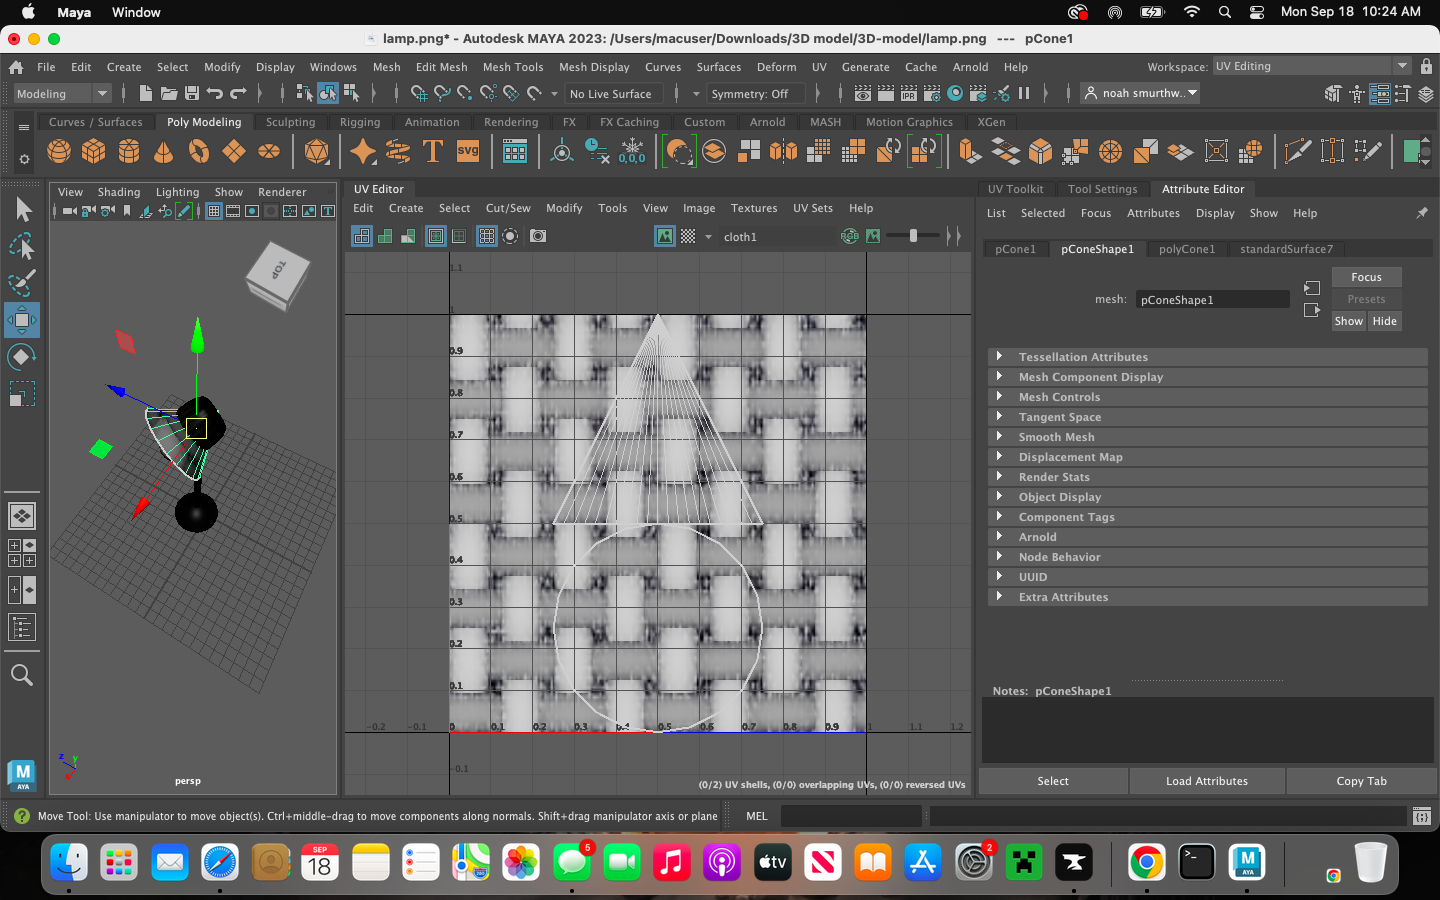 Maya Window Mon Sep 18 10:24 AM
lamp.png* - Autodesk MAYA 2023: /Users/macuser/Downloads/3D model/3D-model/lamp.png --- pCone1
File Edit Create Select Modify Display Windows Mesh Edit Mesh Mesh Tools Mesh Display Curves Surfaces Deform UV Generate Cache Arnold Help Workspace: UV Editing
Modeling No Live Surface Symmetry: Off IPR noah smurthw..
Curves / Surfaces Poly Modeling Sculpting Rigging Animation Rendering FX FX Caching Custom Arnold MASH Motion Graphics XGen
T SVG 0,0,0
View Shading Lighting Show Renderer
UV Editor
Edit Create Select Cut/Sew Modify Tools View Image Textures UV Sets Help
cloth1 RGB
TOP
1.1
1
0.9
0.8
0.7
0.6
0.5
0.4
0.3
0.2
0.1
-0.2 -0.1 0 0.1 0.2 0.3 0.4 0.5 0.6 0.7 0.8 0.9 1 1.1 1.2
-0.1
(0/2) UV shells, (0/0) overlapping UVs, (0/0) reversed UVs
z y
persp
UV Toolkit Tool Settings Attribute Editor
List Selected Focus Attributes Display Show Help
pCone1 pConeShape1 polyCone1 standardSurface7
mesh: pConeShape1
Focus
Presets
Show Hide
Tessellation Attributes
Mesh Component Display
Mesh Controls
Tangent Space
Smooth Mesh
Displacement Map
Render Stats
Object Display
Component Tags
Arnold
Node Behavior
UUID
Extra Attributes
Notes: pConeShape1
Select Load Attributes Copy Tab
M
AYA
Move Tool: Use manipulator to move object(s). Ctrl+middle-drag to move components along normals. Shift+drag manipulator axis or plane
MEL
SEP
18
5
tv
2
M
AYA